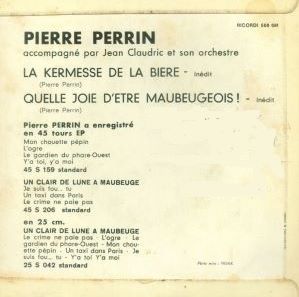 RICORDI 500 GR
PIERRE PERRIN
accompagné par Jean Claudric et son orchestre
LA KERMESSE DE LA BIERE - Inédit
(Pierre Perrin)
QUELLE JOIE D'ETRE MAUBEUGEOIS ! - Inédit
(Pierre Perrin)
Pierre PERRIN a enregistré
en 45 tours EP
Mon chouette pépin
L'ogre
Le gardien du phare-Ouest
Y'a toi, y'a moi
45 S 159 standard
UN CLAIR DE LUNE A MAUBEUGE
Je suis fou... tu
Un taxi dans Paris
Le crime ne paie pas
45 S 206 standard
en 25 cm.
UN CLAIR DE LUNE A MAUBEUGE
Le crime ne paie pas - L'ogre - Le
gardien du phare-Ouest - Mon chou-
ette pépin - Un taxi dans Paris - Je
suis fou... tu - Y'a toi Y'a moi
25 S 042 standard